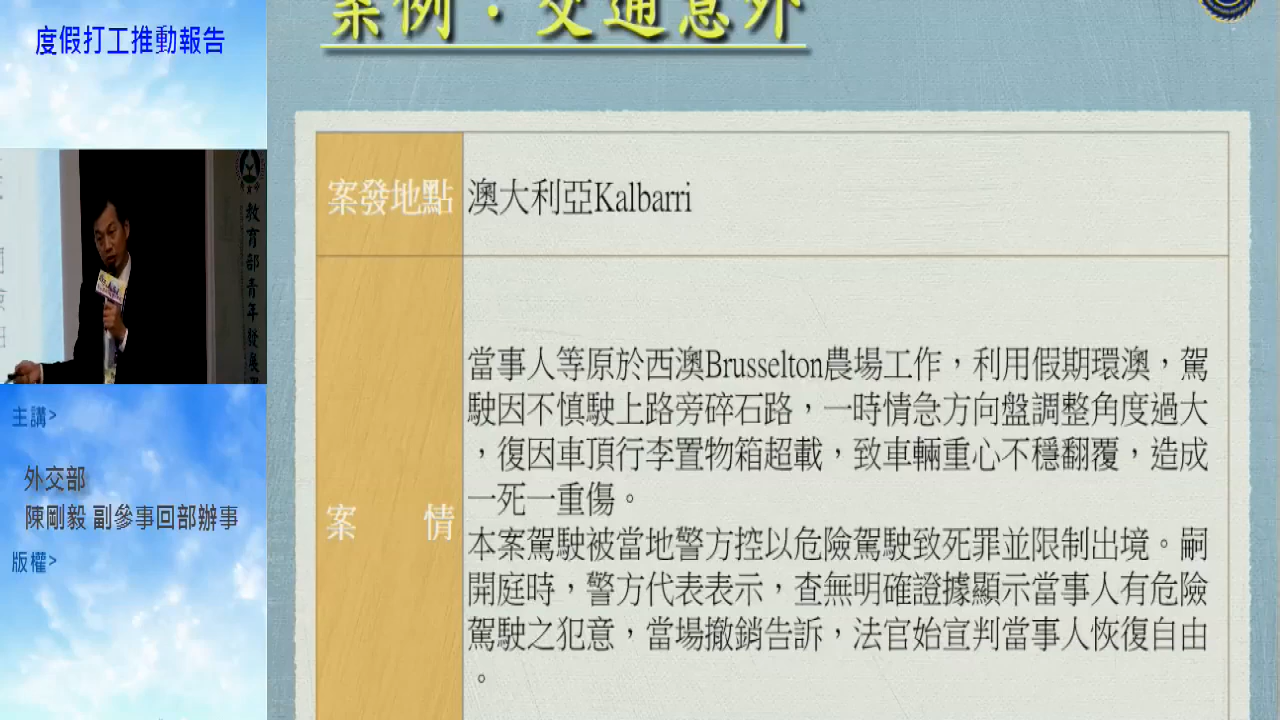 度假打工推動報告
案例：交通意外
教育部青年發展署
案發地點
澳大利亞Kalbarri
案情
當事人等原於西澳Brusselton農場工作，利用假期環澳，駕
駛因不慎駛上路旁碎石路，一時情急方向盤調整角度過大
，復因車頂行李置物箱超載，致車輛重心不穩翻覆，造成
一死一重傷。
本案駕駛被當地警方控以危險駕駛致死罪並限制出境。嗣
開庭時，警方代表表示，查無明確證據顯示當事人有危險
駕駛之犯意，當場撤銷告訴，法官始宣判當事人恢復自由
。
主講>
外交部
陳剛毅 副參事回部辦事
版權>